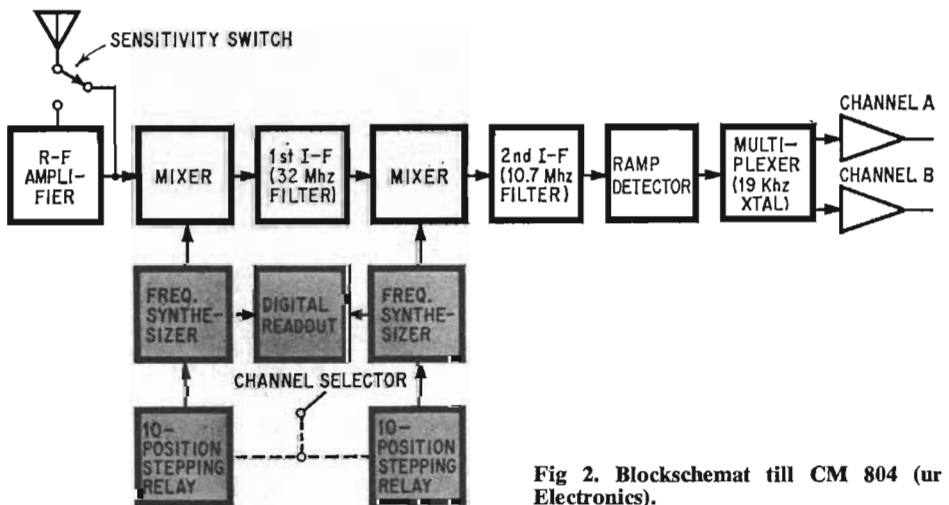 SENSITIVITY SWITCH
R-F
AMPLI-
FIER
MIXER
1st I-F
(32 Mhz
FILTER)
MIXER
2nd I-F
(10.7 Mhz
FILTER)
RAMP
DETECTOR
MULTI-
PLEXER
(19 Khz
XTAL)
CHANNEL A
CHANNEL B
FREQ.
SYNTHE-
SIZER
DIGITAL
READOUT
FREQ.
SYNTHE-
SIZER
CHANNEL SELECTOR
10-
POSITION
STEPPING
RELAY
10-
POSITION
STEPPING
RELAY
Fig 2. Blockschemat till CM 804 (ur
Electronics).